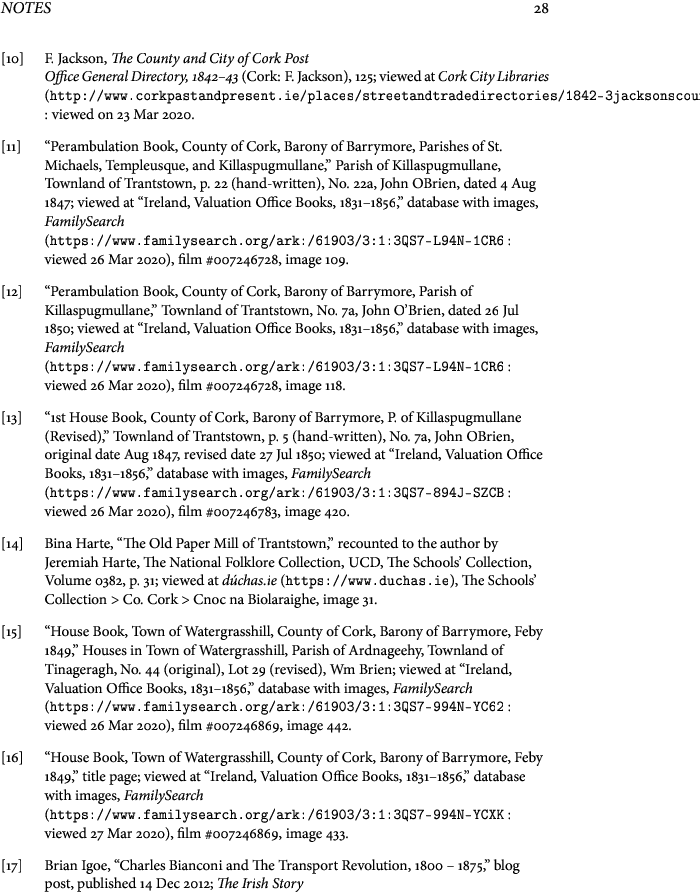 NOTES 28
[10] F. Jackson, The County and City of Cork Post
Office General Directory, 1842–43 (Cork: F. Jackson), 125; viewed at Cork City Libraries
(http://www.corkpastandpresent.ie/places/streetandtradedirectories/1842-3jacksonscou
: viewed on 23 Mar 2020.
[11] “Perambulation Book, County of Cork, Barony of Barrymore, Parishes of St.
Michaels, Templeusque, and Killaspugmullane,” Parish of Killaspugmullane,
Townland of Trantstown, p. 22 (hand-written), No. 22a, John OBrien, dated 4 Aug
1847; viewed at “Ireland, Valuation Office Books, 1831–1856,” database with images,
FamilySearch
(https://www.familysearch.org/ark:/61903/3:1:3QS7-L94N-1CR6 :
viewed 26 Mar 2020), film #007246728, image 109.
[12] “Perambulation Book, County of Cork, Barony of Barrymore, Parish of
Killaspugmullane,” Townland of Trantstown, No. 7a, John O’Brien, dated 26 Jul
1850; viewed at “Ireland, Valuation Office Books, 1831–1856,” database with images,
FamilySearch
(https://www.familysearch.org/ark:/61903/3:1:3QS7-L94N-1CR6 :
viewed 26 Mar 2020), film #007246728, image 118.
[13] “1st House Book, County of Cork, Barony of Barrymore, P. of Killaspugmullane
(Revised),” Townland of Trantstown, p. 5 (hand-written), No. 7a, John OBrien,
original date Aug 1847, revised date 27 Jul 1850; viewed at “Ireland, Valuation Office
Books, 1831–1856,” database with images, FamilySearch
(https://www.familysearch.org/ark:/61903/3:1:3QS7-894J-SZCB :
viewed 26 Mar 2020), film #007246783, image 420.
[14] Bina Harte, “The Old Paper Mill of Trantstown,” recounted to the author by
Jeremiah Harte, The National Folklore Collection, UCD, The Schools’ Collection,
Volume 0382, p. 31; viewed at dúchas.ie (https://www.duchas.ie), The Schools’
Collection > Co. Cork > Cnoc na Biolaraighe, image 31.
[15] “House Book, Town of Watergrasshill, County of Cork, Barony of Barrymore, Feby
1849,” Houses in Town of Watergrasshill, Parish of Ardnageehy, Townland of
Tinageragh, No. 44 (original), Lot 29 (revised), Wm Brien; viewed at “Ireland,
Valuation Office Books, 1831–1856,” database with images, FamilySearch
(https://www.familysearch.org/ark:/61903/3:1:3QS7-994N-YC62 :
viewed 26 Mar 2020), film #007246869, image 442.
[16] “House Book, Town of Watergrasshill, County of Cork, Barony of Barrymore, Feby
1849,” title page; viewed at “Ireland, Valuation Office Books, 1831–1856,” database
with images, FamilySearch
(https://www.familysearch.org/ark:/61903/3:1:3QS7-994N-YCXK :
viewed 27 Mar 2020), film #007246869, image 433.
[17] Brian Igoe, “Charles Bianconi and The Transport Revolution, 1800 – 1875,” blog
post, published 14 Dec 2012; The Irish Story